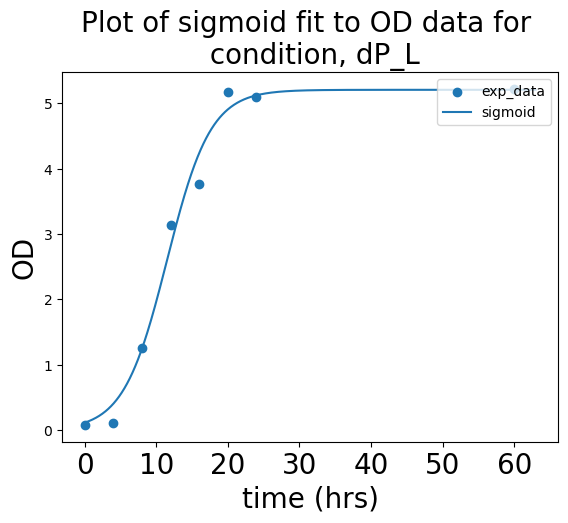 Plot of sigmoid fit to OD data for
condition, dP_L
exp_data
sigmoid
OD
5
4
3
2
1
0
0 10 20 30 40 50 60
time (hrs)